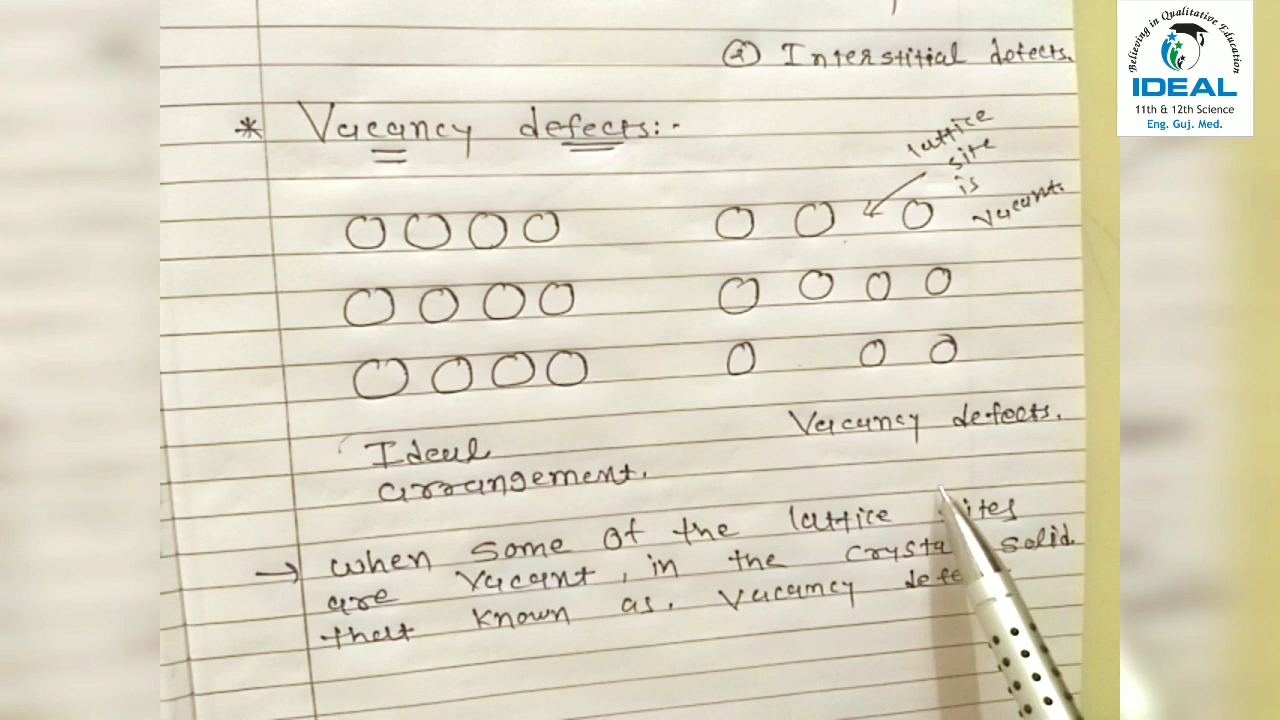 ② Interstitial defects.
* Vacancy defects:-
lattice
site
is
vacant.
Ideal
arrangement.
Vacancy defects.
→ when some of the lattice sites
are vacant, in the crystal solid
that known as. Vacancy
Believing in Qualitative Education
IDEAL
11th & 12th Science
Eng. Guj. Med.